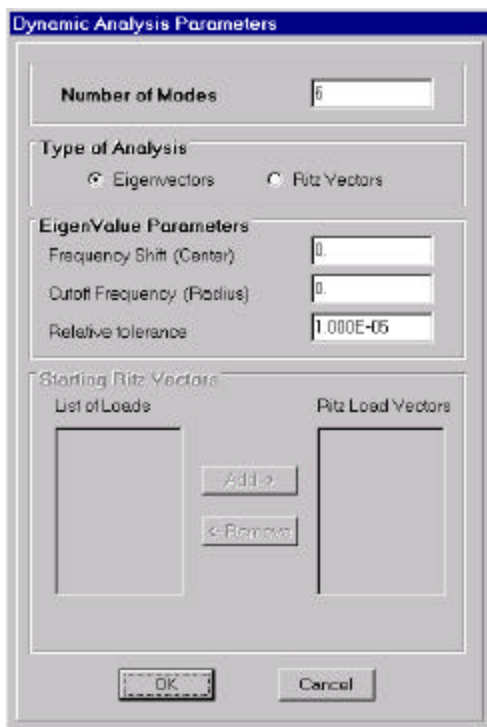 Dynamic Analysis Parameters
Number of Modes 6
Type of Analysis
Eigenvectors Ritz Vectors
EigenValue Parameters
Frequency Shift (Center) 0.
Cutoff Frequency (Radius) 0.
Relative tolerance 1.000E-05
Starting Ritz Vectors
List of Loads Ritz Load Vectors
Add ->
<- Remove
OK Cancel